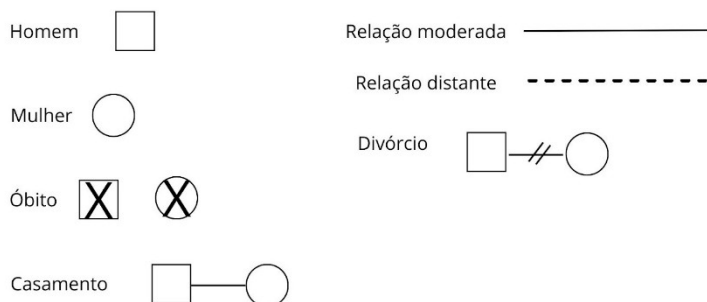 Homem
Mulher
Óbito
X X
Casamento
Relação moderada
Relação distante
Divórcio